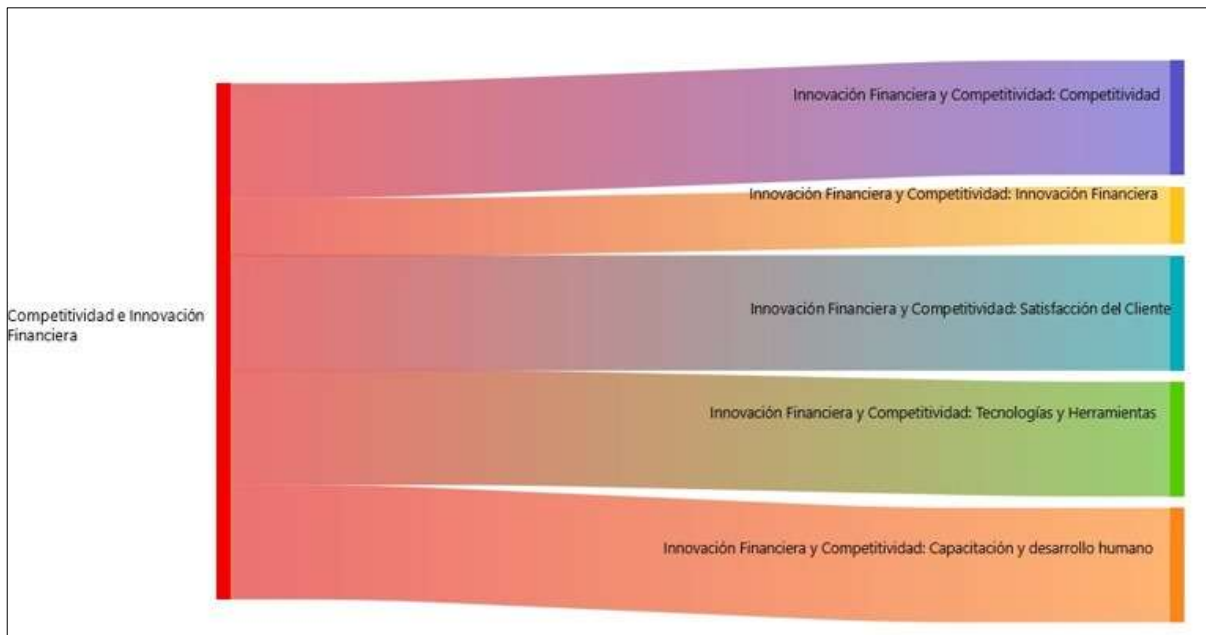 Innovación Financiera y Competitividad: Competitividad
Innovación Financiera y Competitividad: Innovación Financiera
Innovación Financiera y Competitividad: Satisfacción del Cliente
Competitividad e Innovación
Financiera
Innovación Financiera y Competitividad: Tecnologías y Herramientas
Innovación Financiera y Competitividad: Capacitación y desarrollo humano